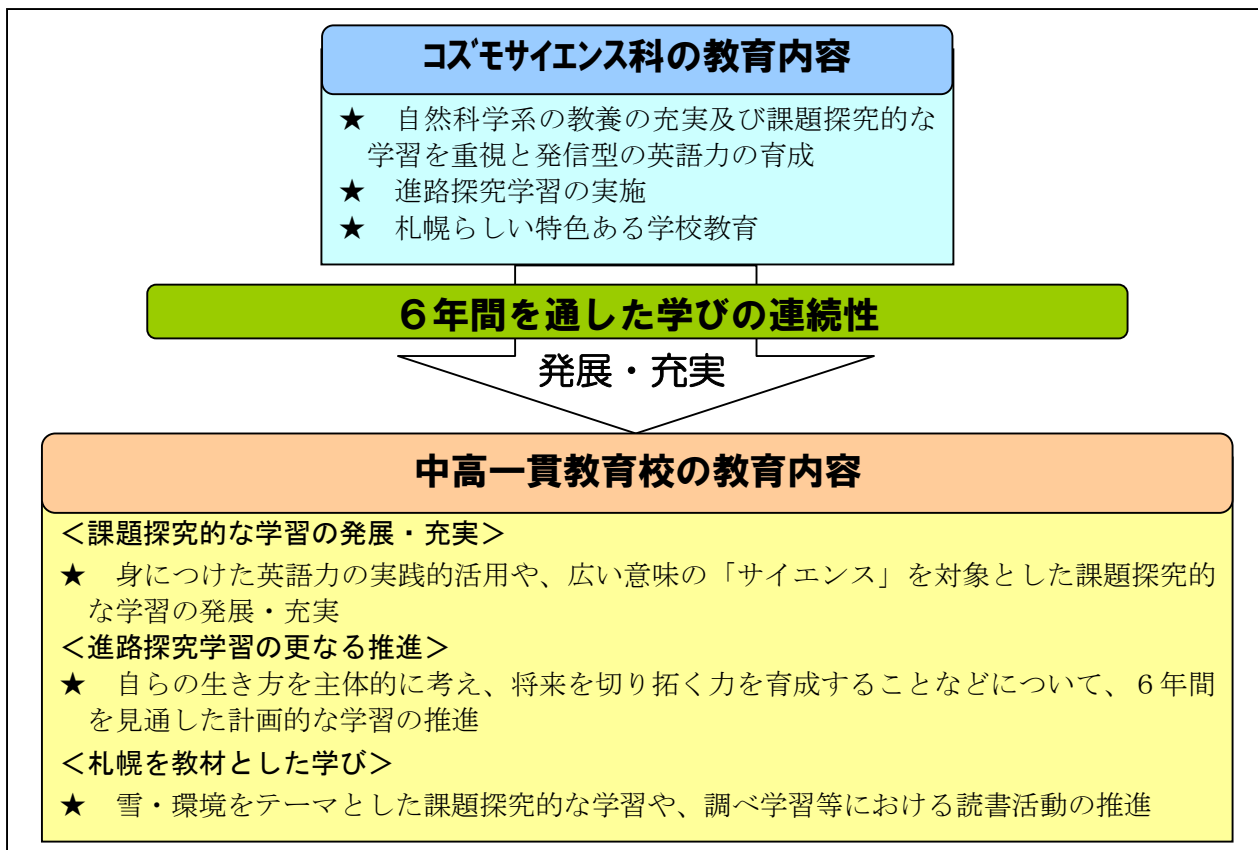 コズモサイエンス科の教育内容
★　自然科学系の教養の充実及び課題探究的な
学習を重視と発信型の英語力の育成
★　進路探究学習の実施
★　札幌らしい特色ある学校教育
６年間を通した学びの連続性
発展・充実
中高一貫教育校の教育内容
＜課題探究的な学習の発展・充実＞
★　身につけた英語力の実践的活用や、広い意味の「サイエンス」を対象とした課題探究的
な学習の発展・充実
＜進路探究学習の更なる推進＞
★　自らの生き方を主体的に考え、将来を切り拓く力を育成することなどについて、６年間
を見通した計画的な学習の推進
＜札幌を教材とした学び＞
★　雪・環境をテーマとした課題探究的な学習や、調べ学習等における読書活動の推進